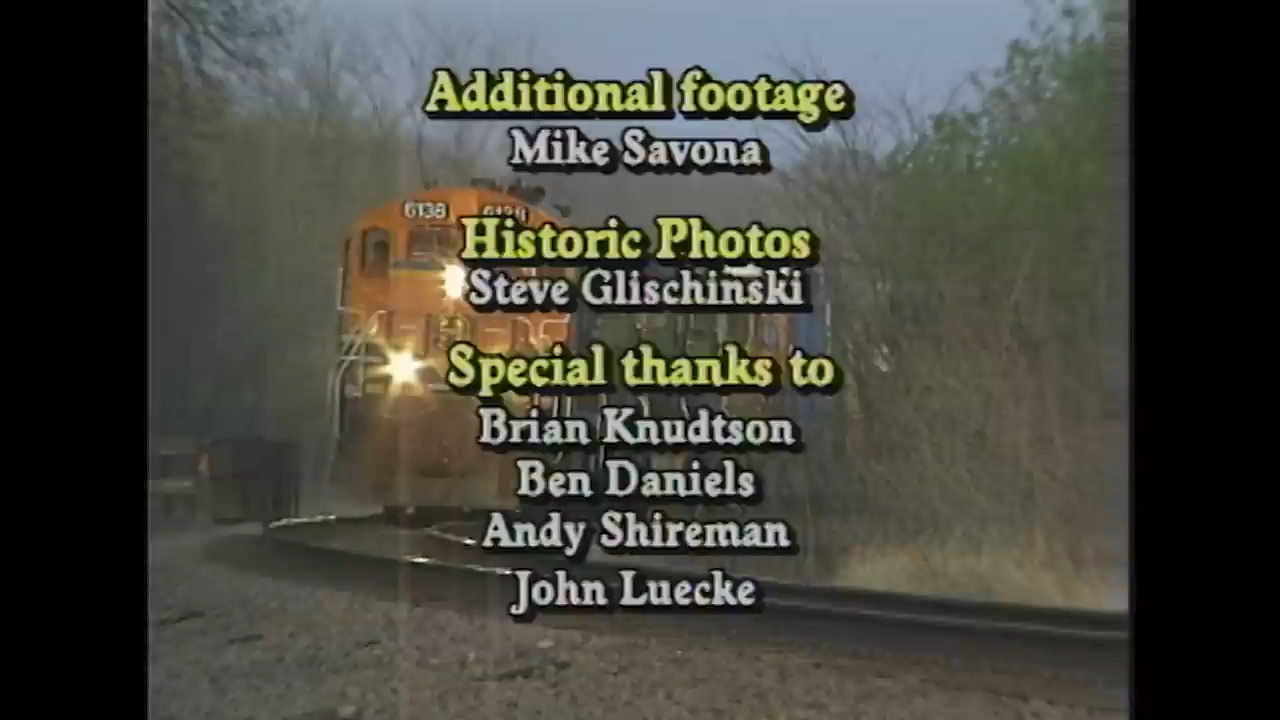 Additional footage
Mike Savona
6138
Historic Photos
Steve Glischinski
Special thanks to
Brian Knudtson
Ben Daniels
Andy Shireman
John Luecke